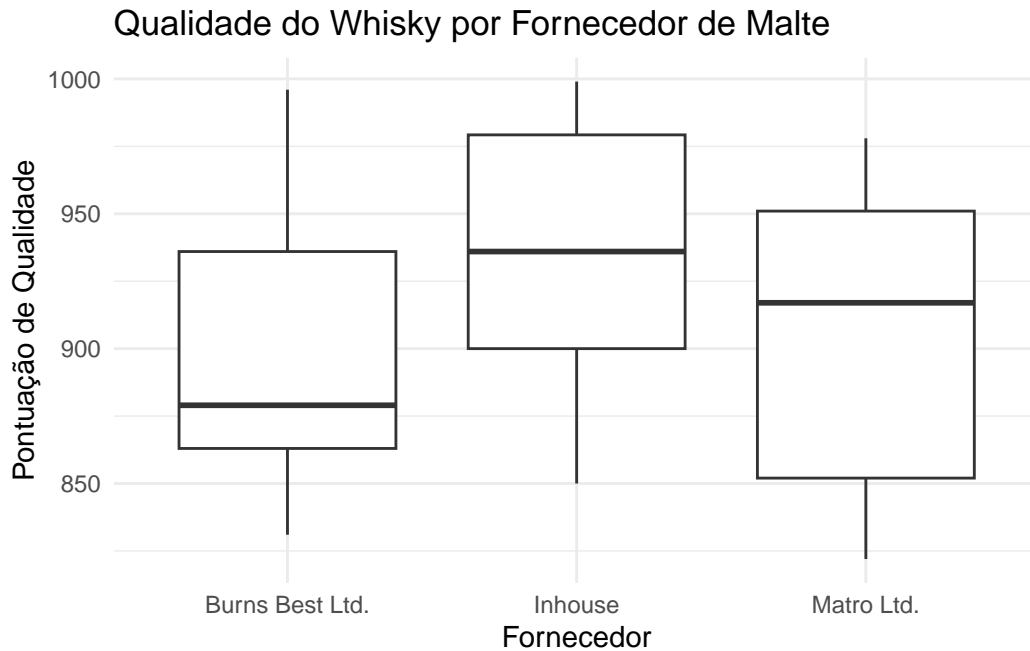 Qualidade do Whisky por Fornecedor de Malte
Pontuação de Qualidade
1000
950
900
850
Burns Best Ltd.
Inhouse
Matro Ltd.
Fornecedor